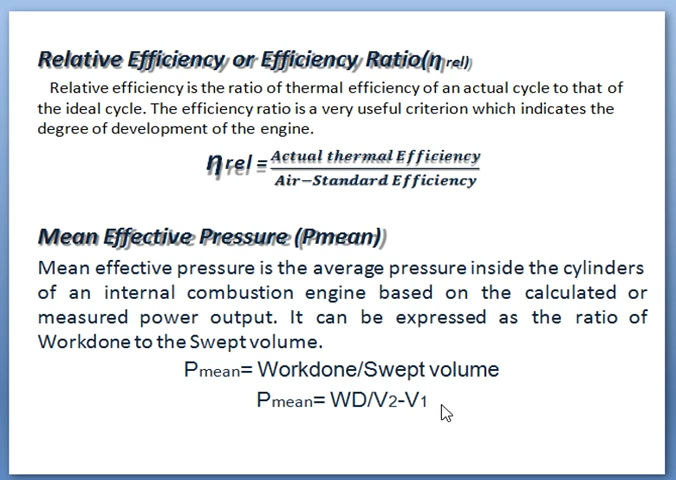 Relative Efficiency or Efficiency Ratio(η rel)
Relative efficiency is the ratio of thermal efficiency of an actual cycle to that of
the ideal cycle. The efficiency ratio is a very useful criterion which indicates the
degree of development of the engine.
η rel = Actual thermal Efficiency
Air−Standard Efficiency
Mean Effective Pressure (Pmean)
Mean effective pressure is the average pressure inside the cylinders
of an internal combustion engine based on the calculated or
measured power output. It can be expressed as the ratio of
Workdone to the Swept volume.
Pmean= Workdone/Swept volume
Pmean= WD/V2-V1